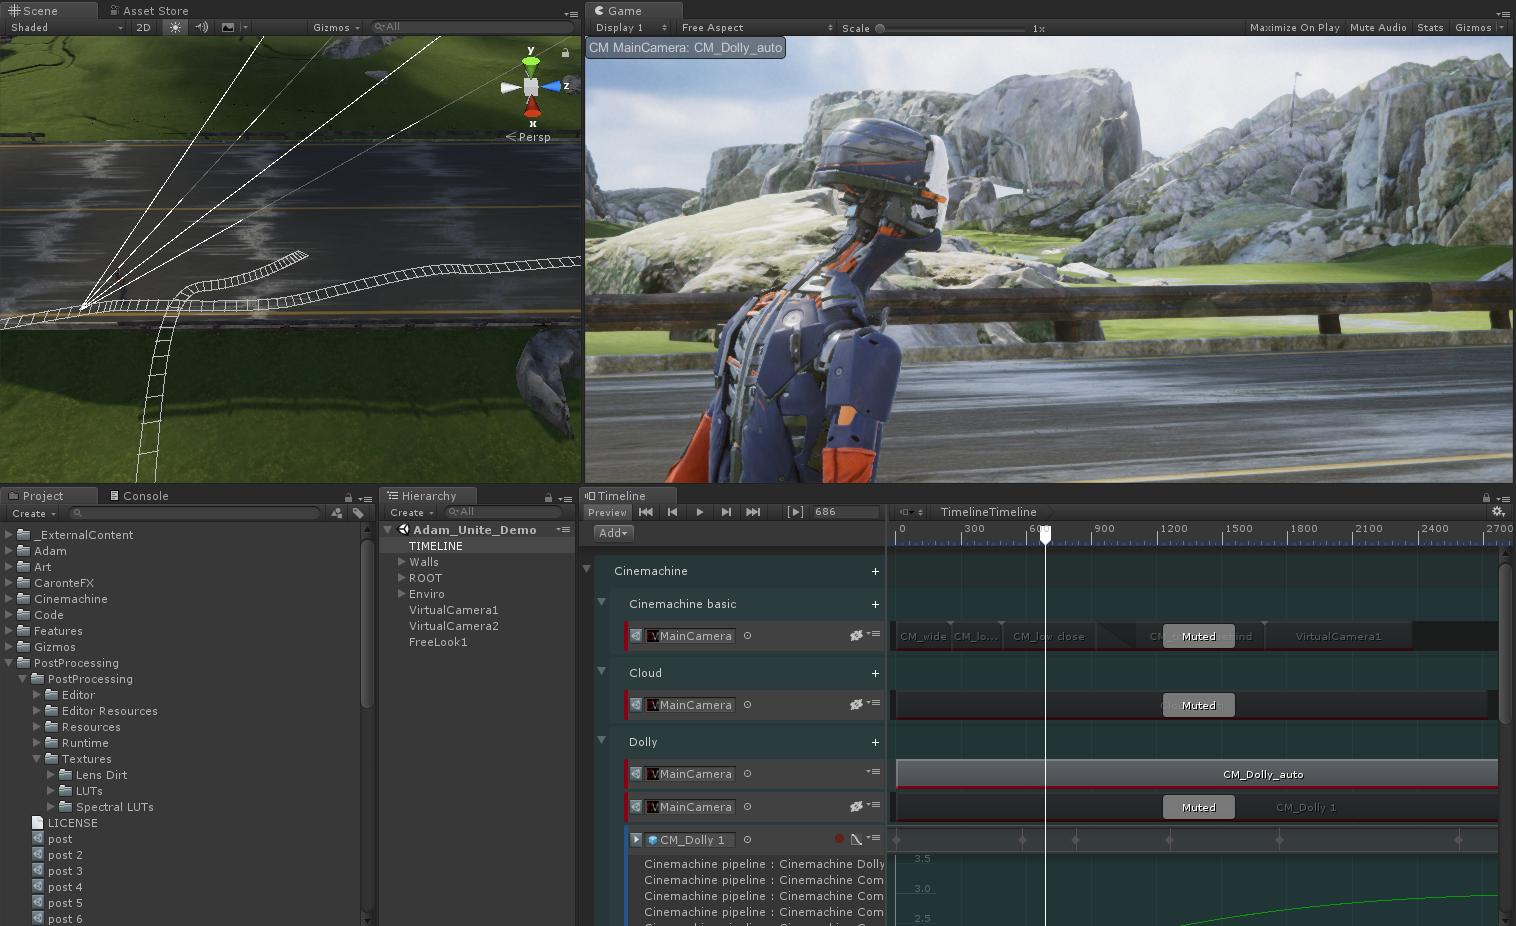 Scene
Asset Store
Shaded
2D
Gizmos
All
y
z
x
Persp
Game
Display 1
Free Aspect
Scale
1x
Maximize On Play
Mute Audio
Stats
Gizmos
CM MainCamera: CM_Dolly_auto
Project
Console
Create
_ExternalContent
Adam
Art
CaronteFX
Cinemachine
Code
Features
Gizmos
PostProcessing
PostProcessing
Editor
Editor Resources
Resources
Runtime
Textures
Lens Dirt
LUTs
Spectral LUTs
LICENSE
post
post 2
post 3
post 4
post 5
post 6
Hierarchy
Create
All
Adam_Unite_Demo
TIMELINE
Walls
ROOT
Enviro
VirtualCamera1
VirtualCamera2
FreeLook1
Timeline
Preview
686
TimelineTimeline
Add
0 300 600 900 1200 1500 1800 2100 2400 2700
Cinemachine
Cinemachine basic
MainCamera
CM_wide
CM_lo...
CM_low close
Muted
VirtualCamera1
Cloud
MainCamera
Muted
Dolly
MainCamera
CM_Dolly_auto
MainCamera
Muted
CM_Dolly 1
CM_Dolly 1
Cinemachine pipeline : Cinemachine Dolly
Cinemachine pipeline : Cinemachine Com
Cinemachine pipeline : Cinemachine Com
Cinemachine pipeline : Cinemachine Com
3.5
3.0
2.5